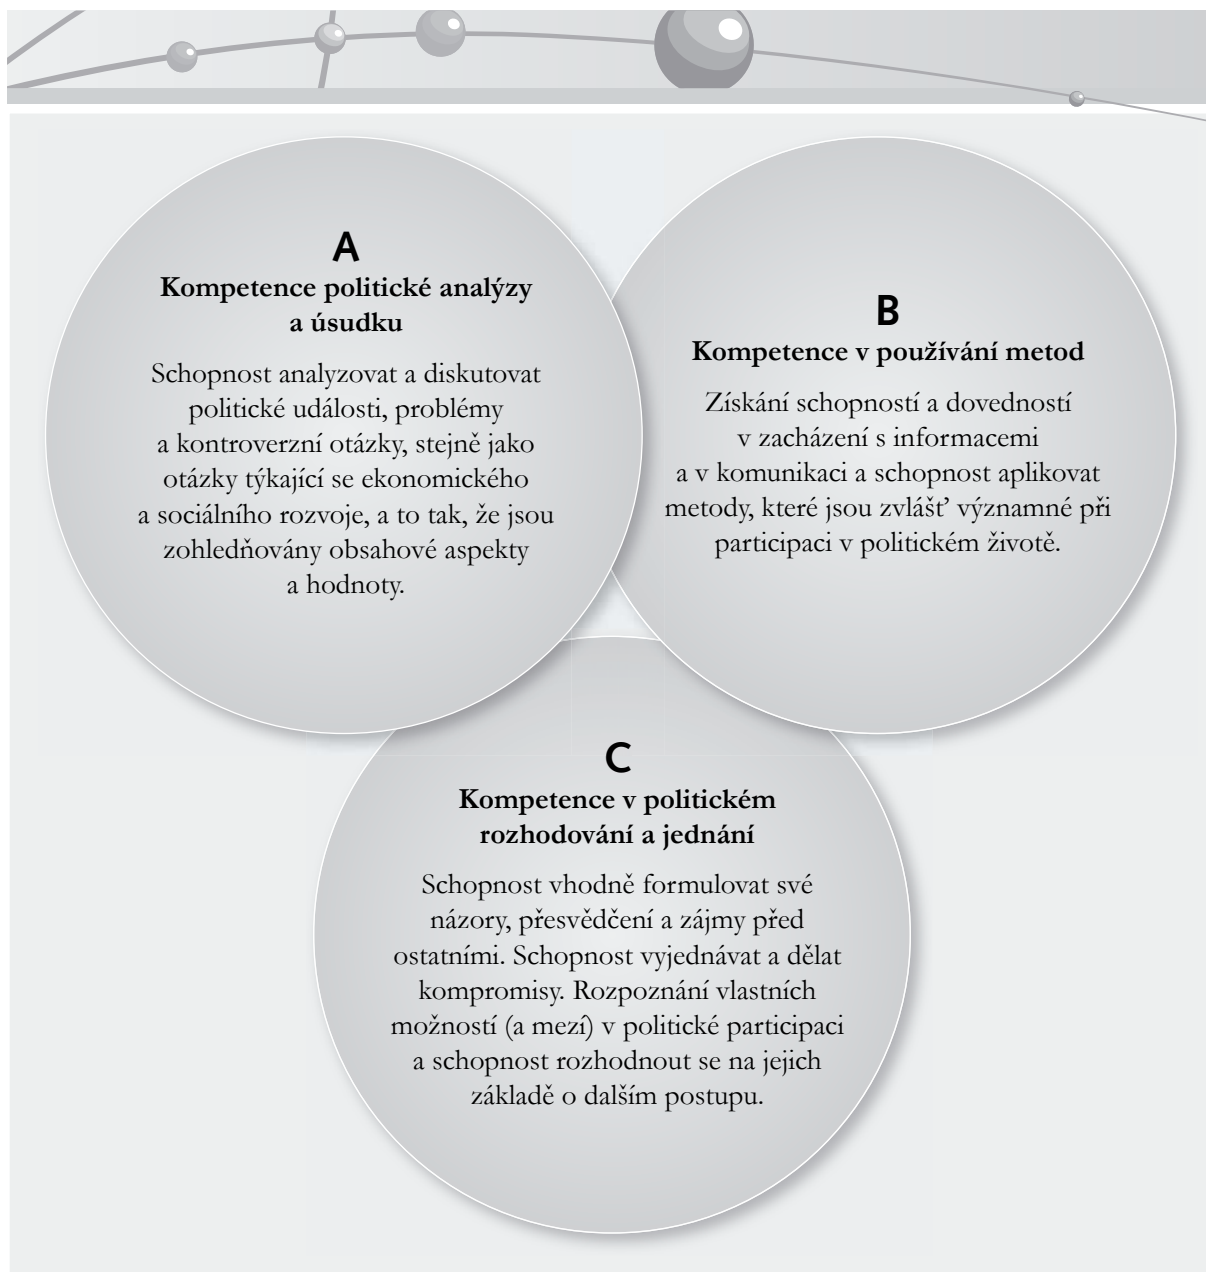 A
Kompetence politické analýzy
a úsudku
Schopnost analyzovat a diskutovat
politické události, problémy
a kontroverzní otázky, stejně jako
otázky týkající se ekonomického
a sociálního rozvoje, a to tak, že jsou
zohledňovány obsahové aspekty
a hodnoty.
B
Kompetence v používání metod
Získání schopností a dovedností
v zacházení s informacemi
a v komunikaci a schopnost aplikovat
metody, které jsou zvlášť významné při
participaci v politickém životě.
C
Kompetence v politickém
rozhodování a jednání
Schopnost vhodně formulovat své
názory, přesvědčení a zájmy před
ostatními. Schopnost vyjednávat a dělat
kompromisy. Rozpoznání vlastních
možností (a mezí) v politické participaci
a schopnost rozhodnout se na jejich
základě o dalším postupu.